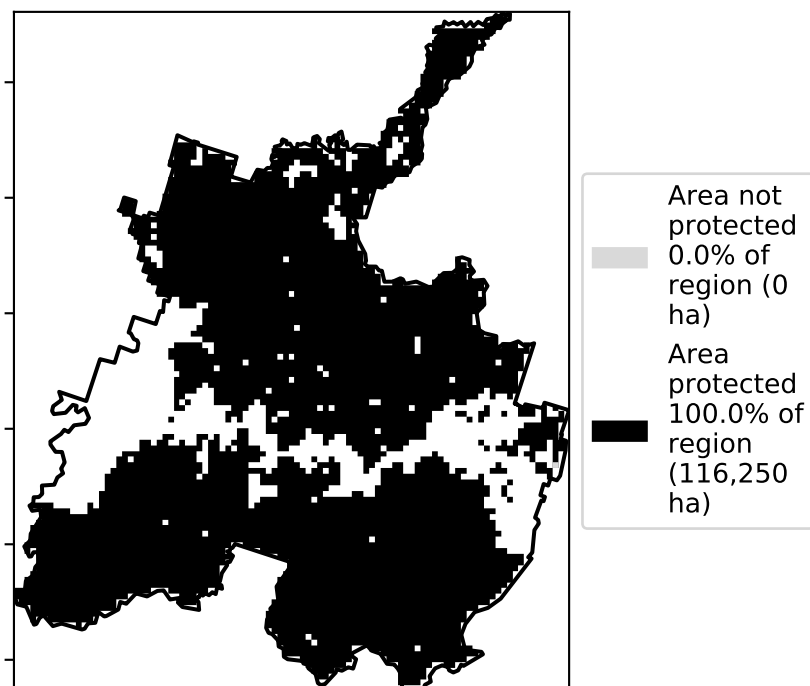 Area not
protected
0.0% of
region (0
ha)
Area
protected
100.0% of
region
(116,250
ha)